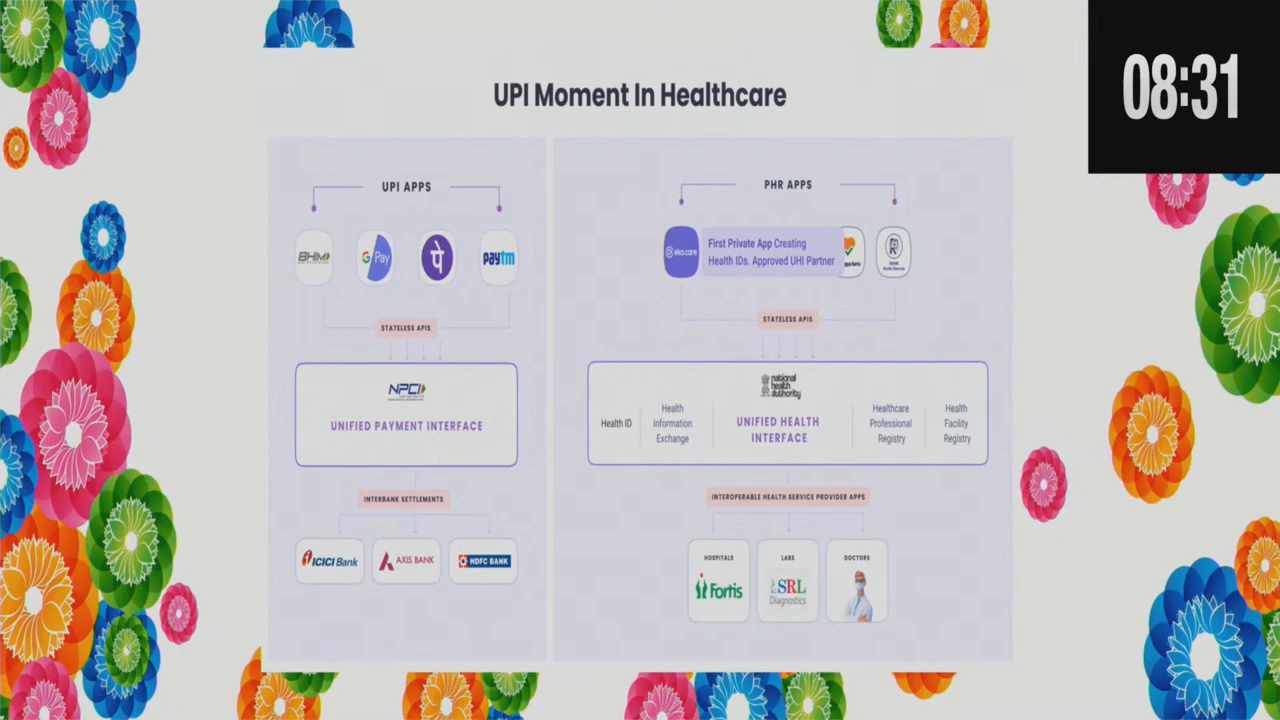 08:31
UPI Moment In Healthcare
UPI APPS
BHIM
G Pay
पे
paytm
STATELESS APIS
NPCI
UNIFIED PAYMENT INTERFACE
INTERBANK SETTLEMENTS
ICICI Bank
AXIS BANK
HDFC BANK
PHR APPS
eka.care
First Private App Creating
Health IDs. Approved UHI Partner
STATELESS APIS
national
health
authority
Health ID
Health
Information
Exchange
UNIFIED HEALTH
INTERFACE
Healthcare
Professional
Registry
Health
Facility
Registry
INTEROPERABLE HEALTH SERVICE PROVIDER APPS
HOSPITALS
Fortis
LABS
SRL
Diagnostics
DOCTORS